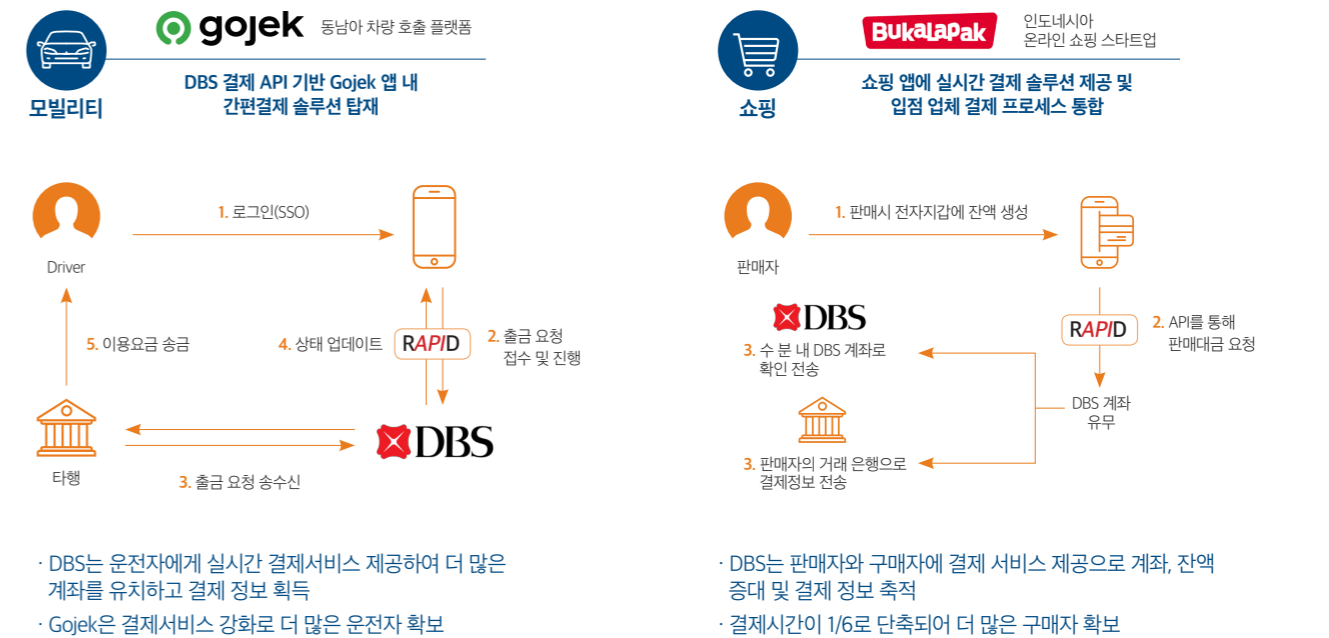 gojek 동남아 차량 호출 플랫폼
모빌리티
DBS 결제 API 기반 Gojek 앱 내
간편결제 솔루션 탑재
Driver
1. 로그인(SSO)
5. 이용요금 송금
4. 상태 업데이트
RAPID
2. 출금 요청
접수 및 진행
타행
DBS
3. 출금 요청 송수신
· DBS는 운전자에게 실시간 결제서비스 제공하여 더 많은
계좌를 유치하고 결제 정보 획득
· Gojek은 결제서비스 강화로 더 많은 운전자 확보
BukaLaPak
인도네시아
온라인 쇼핑 스타트업
쇼핑
쇼핑 앱에 실시간 결제 솔루션 제공 및
입점 업체 결제 프로세스 통합
판매자
1. 판매시 전자지갑에 잔액 생성
RAPID
2. API를 통해
판매대금 요청
DBS 계좌
유무
DBS
3. 수 분 내 DBS 계좌로
확인 전송
3. 판매자의 거래 은행으로
결제정보 전송
· DBS는 판매자와 구매자에 결제 서비스 제공으로 계좌, 잔액
증대 및 결제 정보 축적
· 결제시간이 1/6로 단축되어 더 많은 구매자 확보